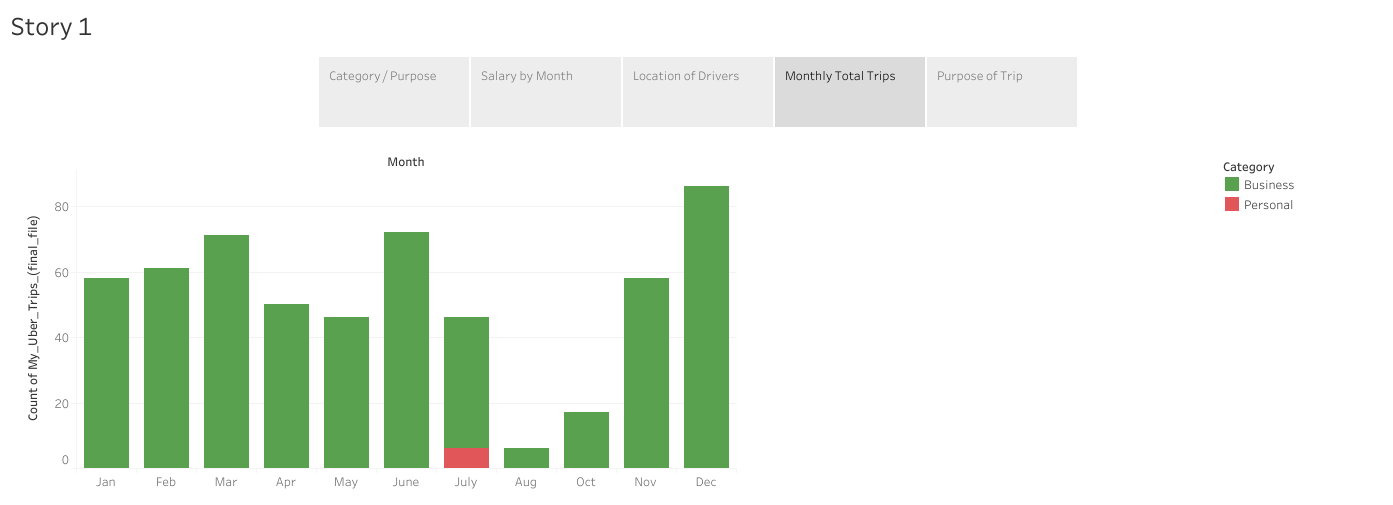 Story 1
Category / Purpose
Salary by Month
Location of Drivers
Monthly Total Trips
Purpose of Trip
Month
Count of My_Uber_Trips_(final_file)
80
60
40
20
0
Jan Feb Mar Apr May June July Aug Oct Nov Dec
Category
Business
Personal